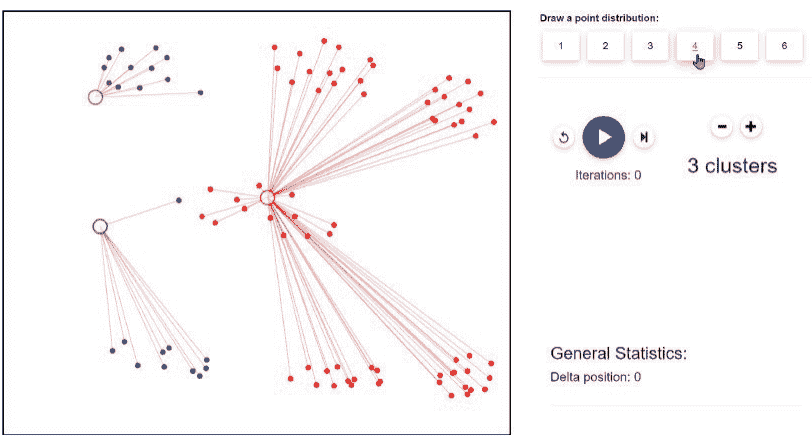 Draw a point distribution:
1 2 3 4 5 6
Iterations: 0
3 clusters
General Statistics:
Delta position: 0